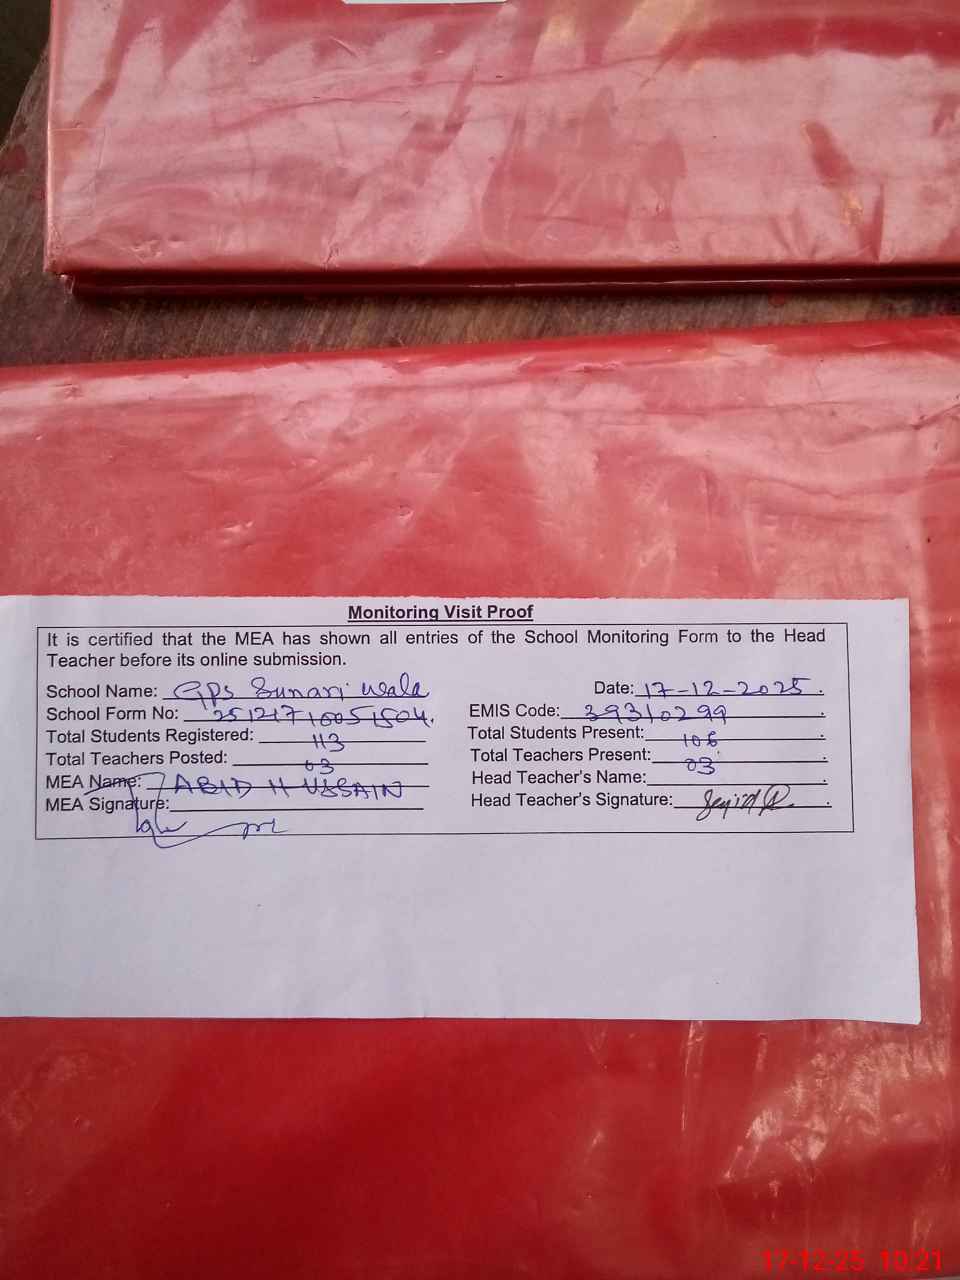 Monitoring Visit Proof
It is certified that the MEA has shown all entries of the School Monitoring Form to the Head
Teacher before its online submission.
School Name: GPS Sunari wala Date: 17-12-2025.
School Form No: EMIS Code: 39310299.
Total Students Registered: 113 Total Students Present: 106.
Total Teachers Posted: 03 Total Teachers Present: 03.
MEA Name: ABID HUSSAIN Head Teacher's Name: .
MEA Signature: Head Teacher's Signature: .
17-12-25 10:21